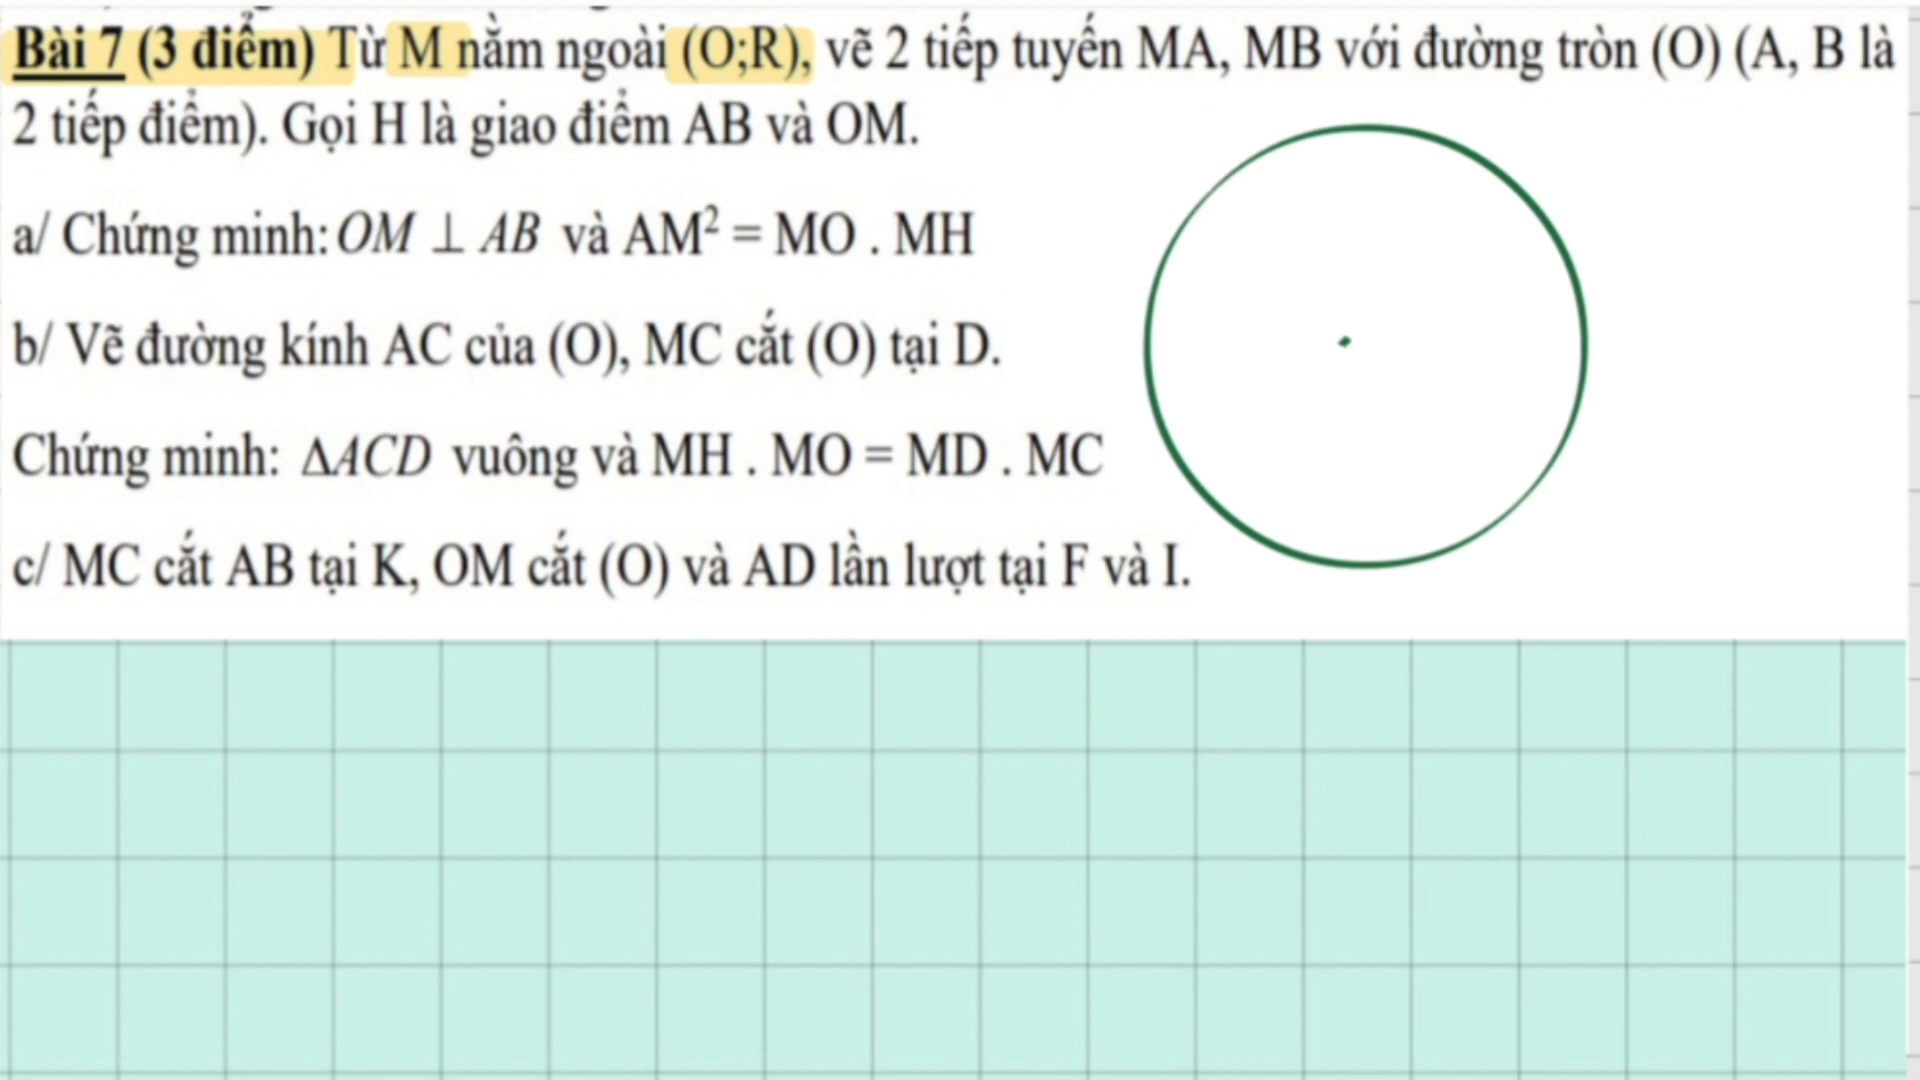 Bài 7 (3 điểm) Từ M nằm ngoài (O;R), vẽ 2 tiếp tuyến MA, MB với đường tròn (O) (A, B là
2 tiếp điểm). Gọi H là giao điểm AB và OM.
a/ Chứng minh: OM ⊥ AB và AM² = MO . MH
b/ Vẽ đường kính AC của (O), MC cắt (O) tại D.
Chứng minh: ΔACD vuông và MH . MO = MD . MC
c/ MC cắt AB tại K, OM cắt (O) và AD lần lượt tại F và I.